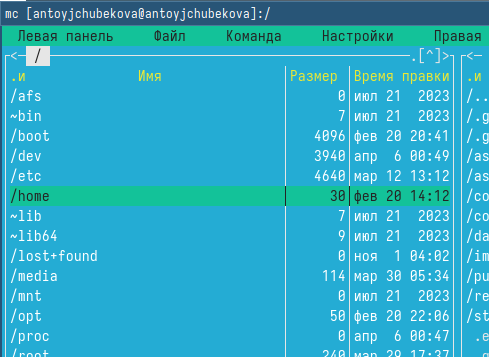 mc [antoyjchubekova@antoyjchubekova]:/
Левая панель Файл Команда Настройки Правая
<─ / .[^]>┐ <─
.и Имя Размер Время правки .и
/afs 0 июл 21 2023 /..
~bin 7 июл 21 2023 /.g
/boot 4096 фев 20 20:41 /.g
/dev 3940 апр 6 00:49 /as
/etc 4640 мар 12 13:12 /as
/home 30 фев 20 14:12 /co
~lib 7 июл 21 2023 /co
~lib64 9 июл 21 2023 /da
/lost+found 0 ноя 1 04:02 /im
/media 114 мар 30 05:34 /pu
/mnt 0 июл 21 2023 /re
/opt 50 фев 20 22:06 /st
/proc 0 апр 6 00:47 .e
/root 240 мар 29 17:37 .g